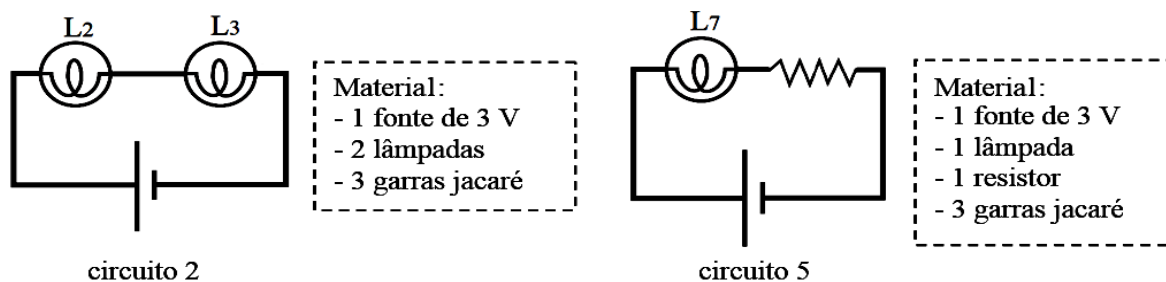 L2
L3
Material:
- 1 fonte de 3 V
- 2 lâmpadas
- 3 garras jacaré
circuito 2
L7
Material:
- 1 fonte de 3 V
- 1 lâmpada
- 1 resistor
- 3 garras jacaré
circuito 5